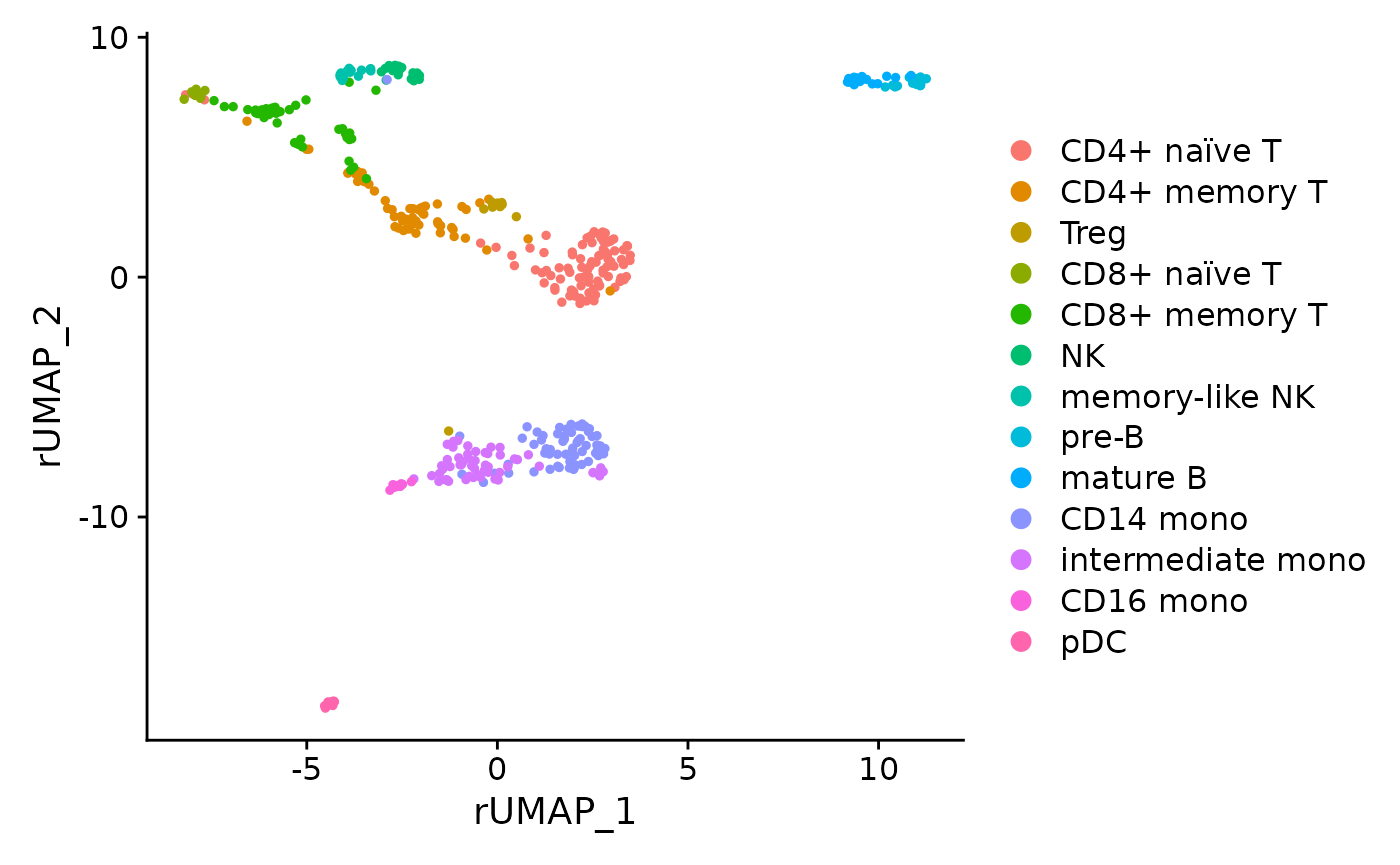 10
0
-10
rUMAP_2
-5
0
5
10
rUMAP_1
CD4+ naïve T
CD4+ memory T
Treg
CD8+ naïve T
CD8+ memory T
NK
memory-like NK
pre-B
mature B
CD14 mono
intermediate mono
CD16 mono
pDC